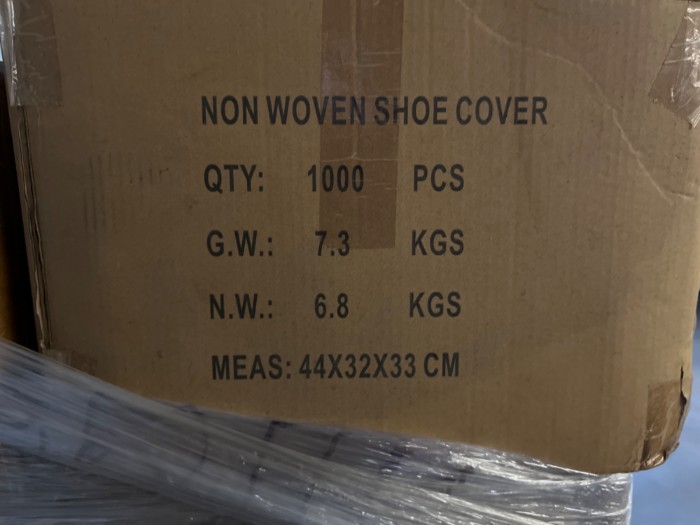 NON WOVEN SHOE COVER
QTY: 1000 PCS
G.W.: 7.3 KGS
N.W.: 6.8 KGS
MEAS: 44X32X33 CM